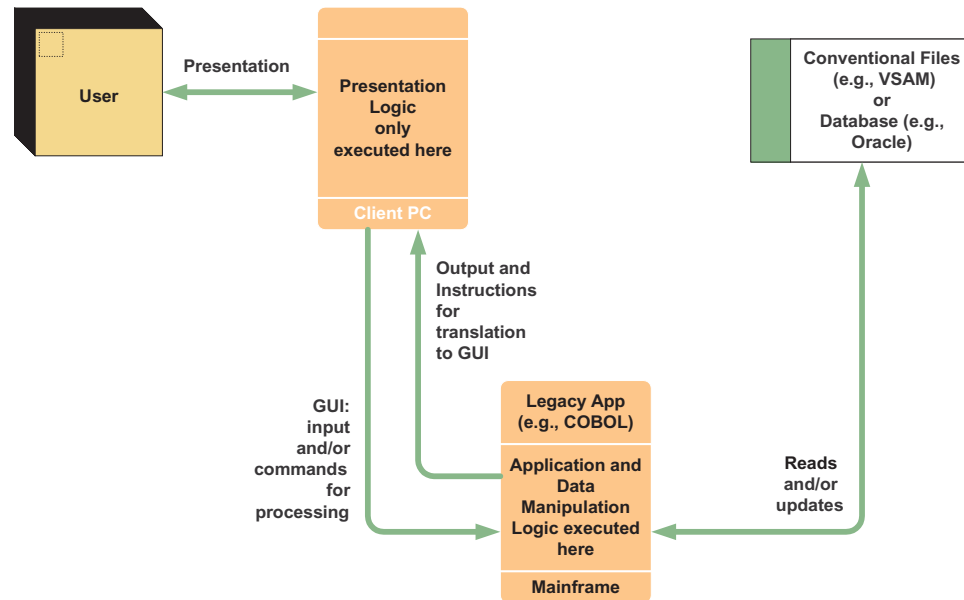 User
Presentation
Presentation
Logic
only
executed here
Client PC
Conventional Files
(e.g., VSAM)
or
Database (e.g.,
Oracle)
Output and
Instructions
for
translation
to GUI
GUI:
input
and/or
commands
for
processing
Legacy App
(e.g., COBOL)
Application and
Data
Manipulation
Logic executed
here
Mainframe
Reads
and/or
updates